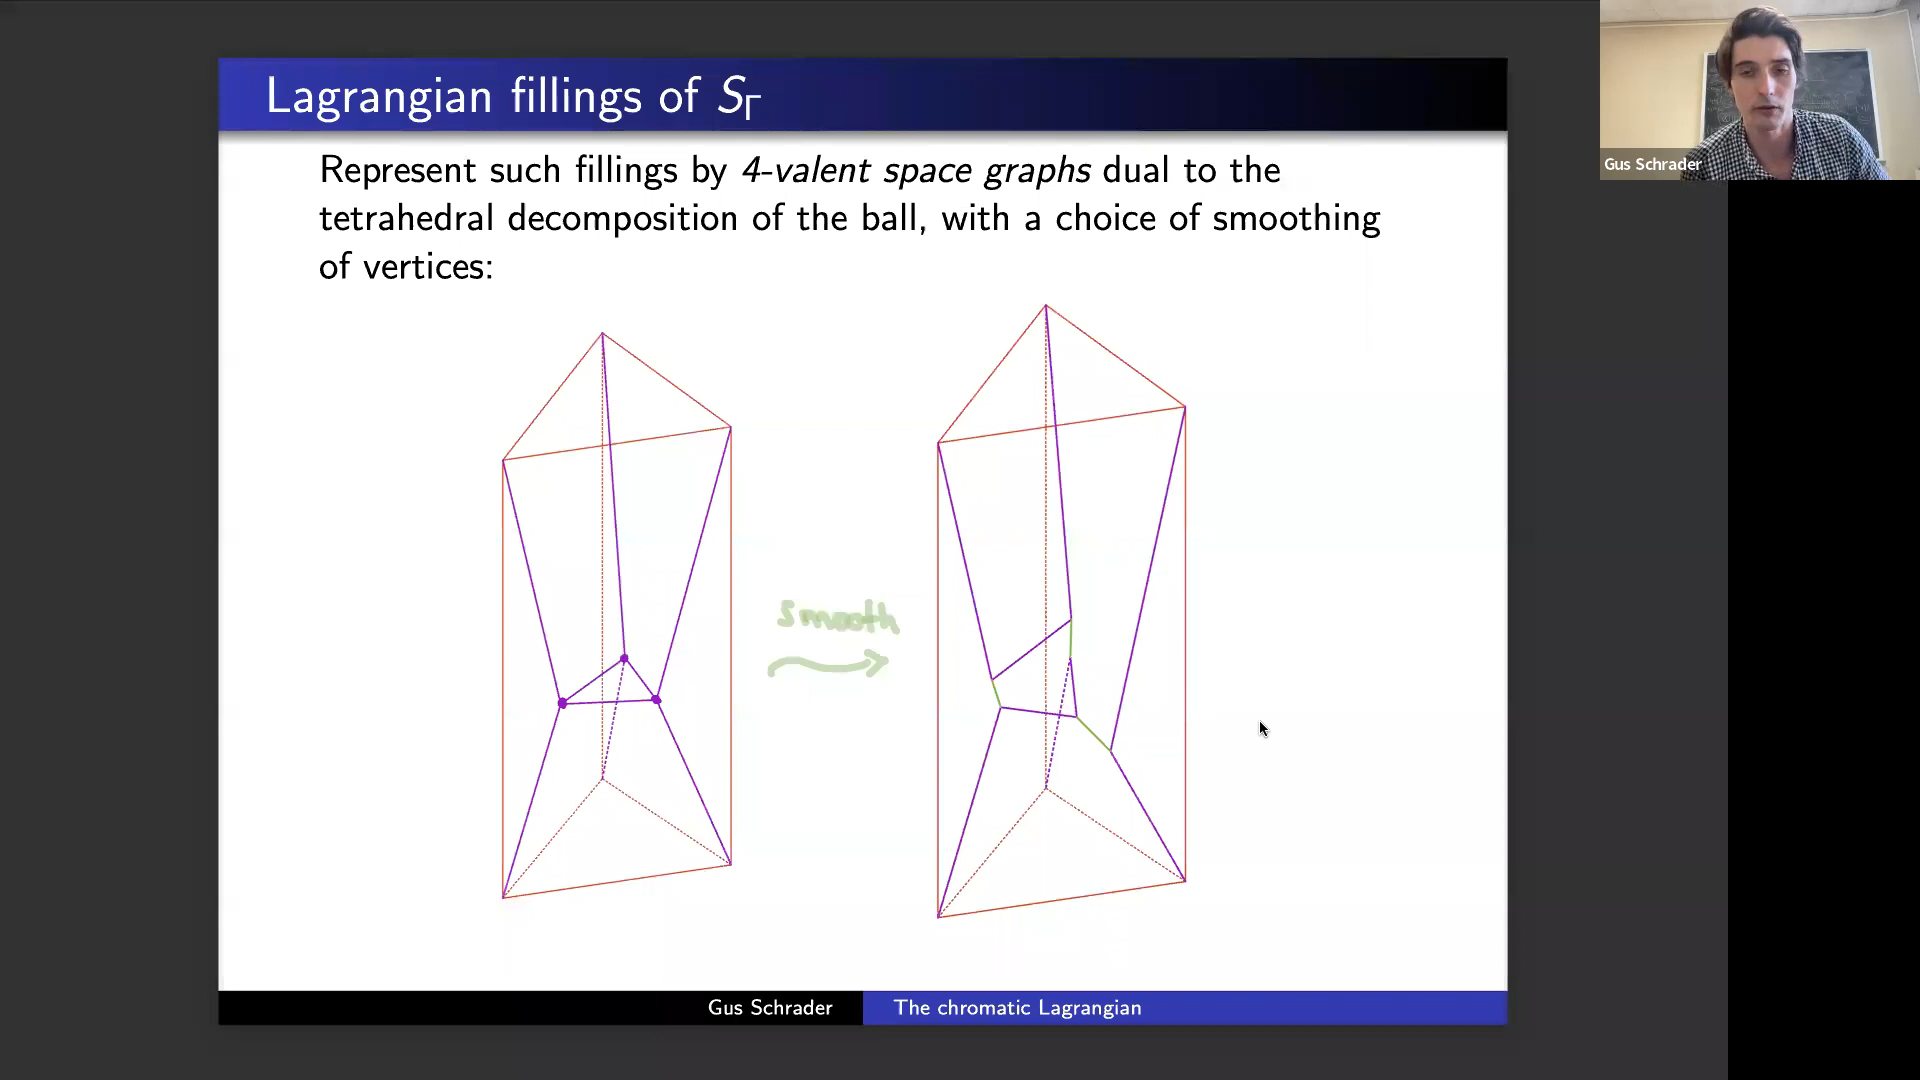 Lagrangian fillings of S_Γ
Gus Schrader
Represent such fillings by 4-valent space graphs dual to the
tetrahedral decomposition of the ball, with a choice of smoothing
of vertices:
smooth
Gus Schrader
The chromatic Lagrangian